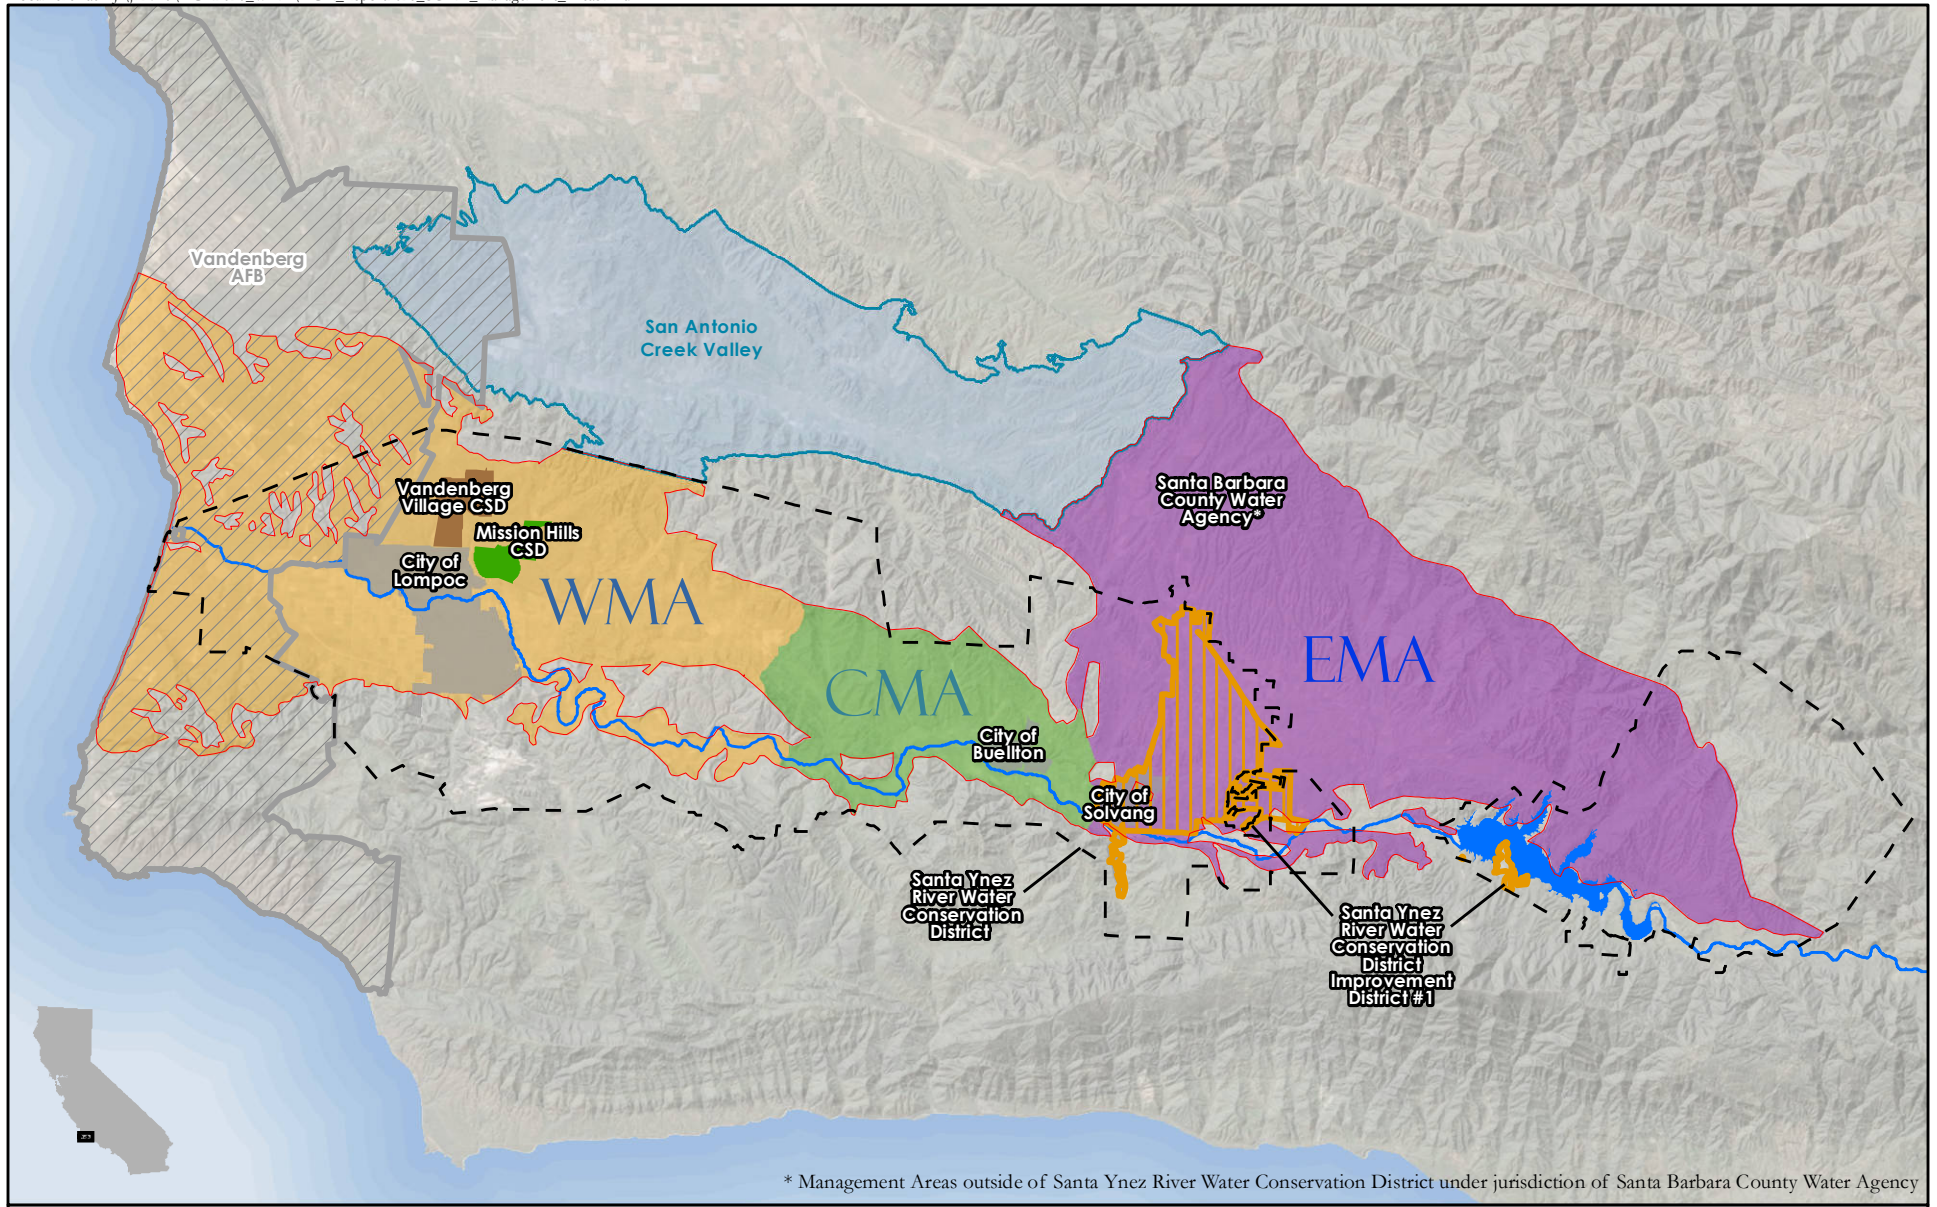 Vandenberg
AFB
San Antonio
Creek Valley
Santa Barbara
County Water
Agency*
Vandenberg
Village CSD
Mission Hills
CSD
City of
Lompoc
WMA
EMA
CMA
City of
Buellton
City of
Solvang
Santa Ynez
River Water
Conservation
District
Santa Ynez
River Water
Conservation
District
Improvement
District #1
* Management Areas outside of Santa Ynez River Water Conservation District under jurisdiction of Santa Barbara County Water Agency